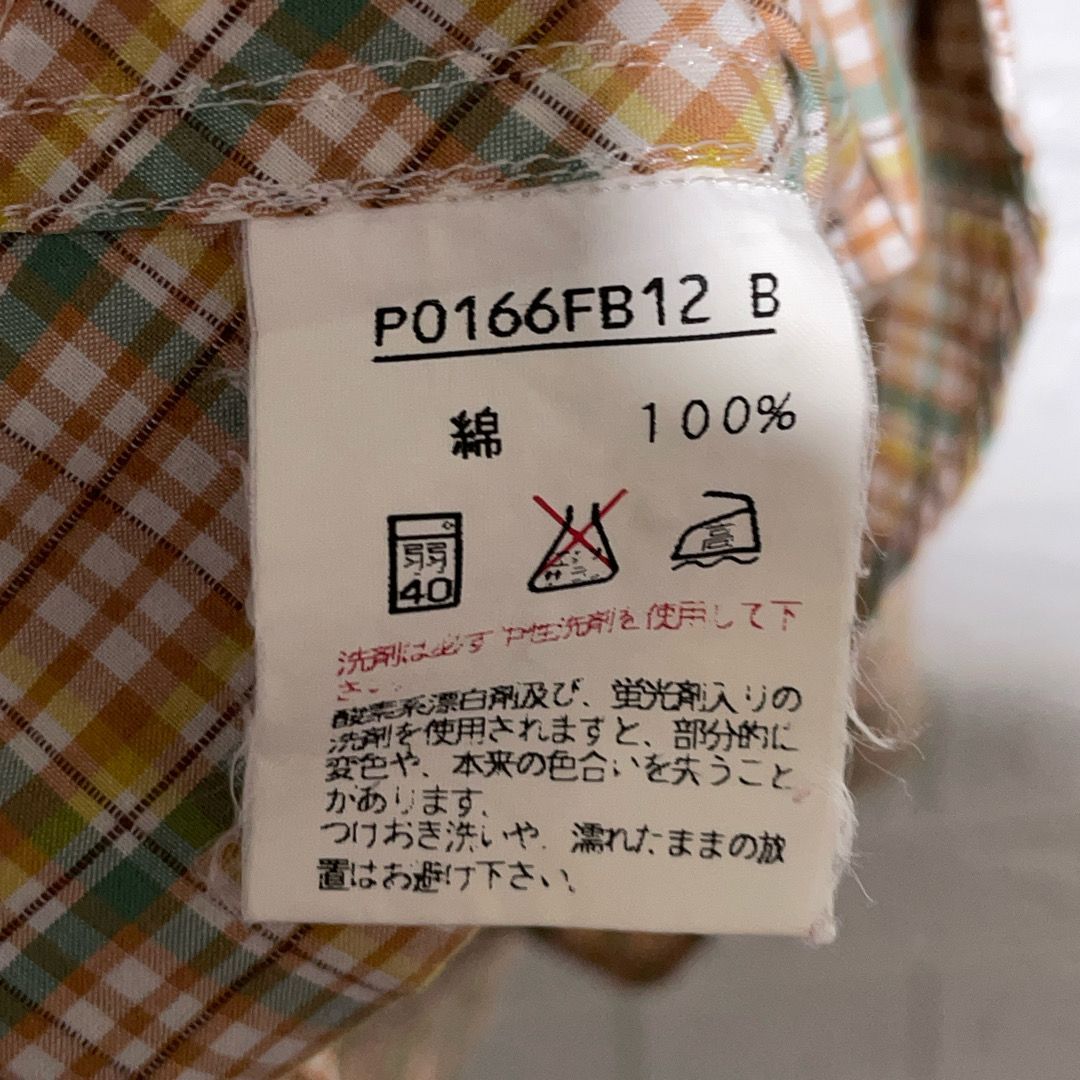 P0166FB12 B
綿 100%
弱
40
高
洗剤は必ず中性洗剤を使用して下
さい
酸素系漂白剤及び、蛍光剤入りの
洗剤を使用されますと、部分的に
変色や、本来の色合いを失うこと
があります。
つけおき洗いや、濡れたままの放
置はお避け下さい。